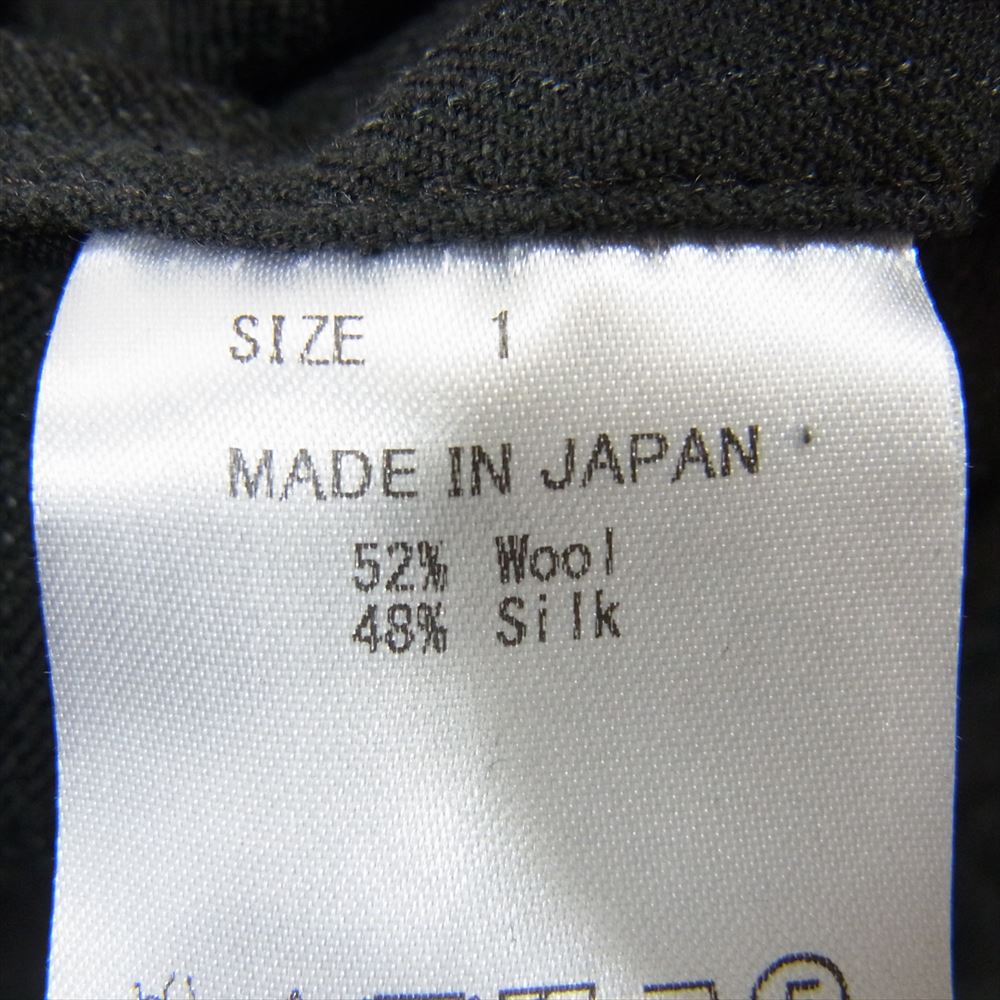 SIZE 1
MADE IN JAPAN
52% Wool
48% Silk